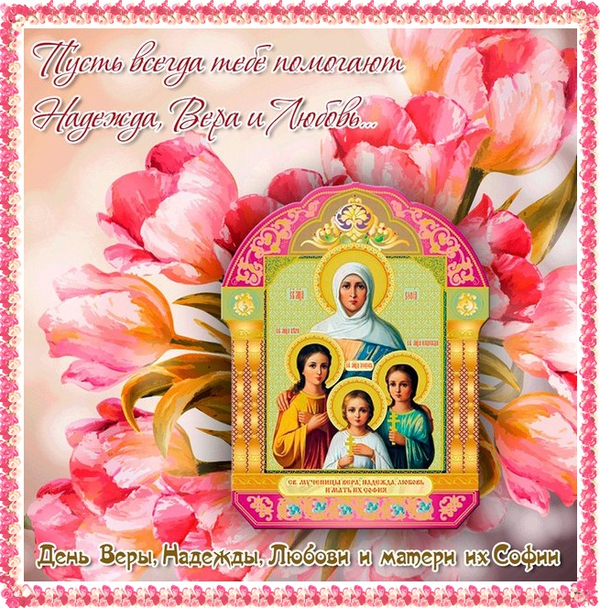 Пусть всегда тебе помогают
Надежда, Вера и Любовь...
СВ. МУЧЕНИЦЫ ВЕРА, НАДЕЖДА, ЛЮБОВЬ
И МАТЬ ИХ СОФИЯ
День Веры, Надежды, Любови и матери их Софии